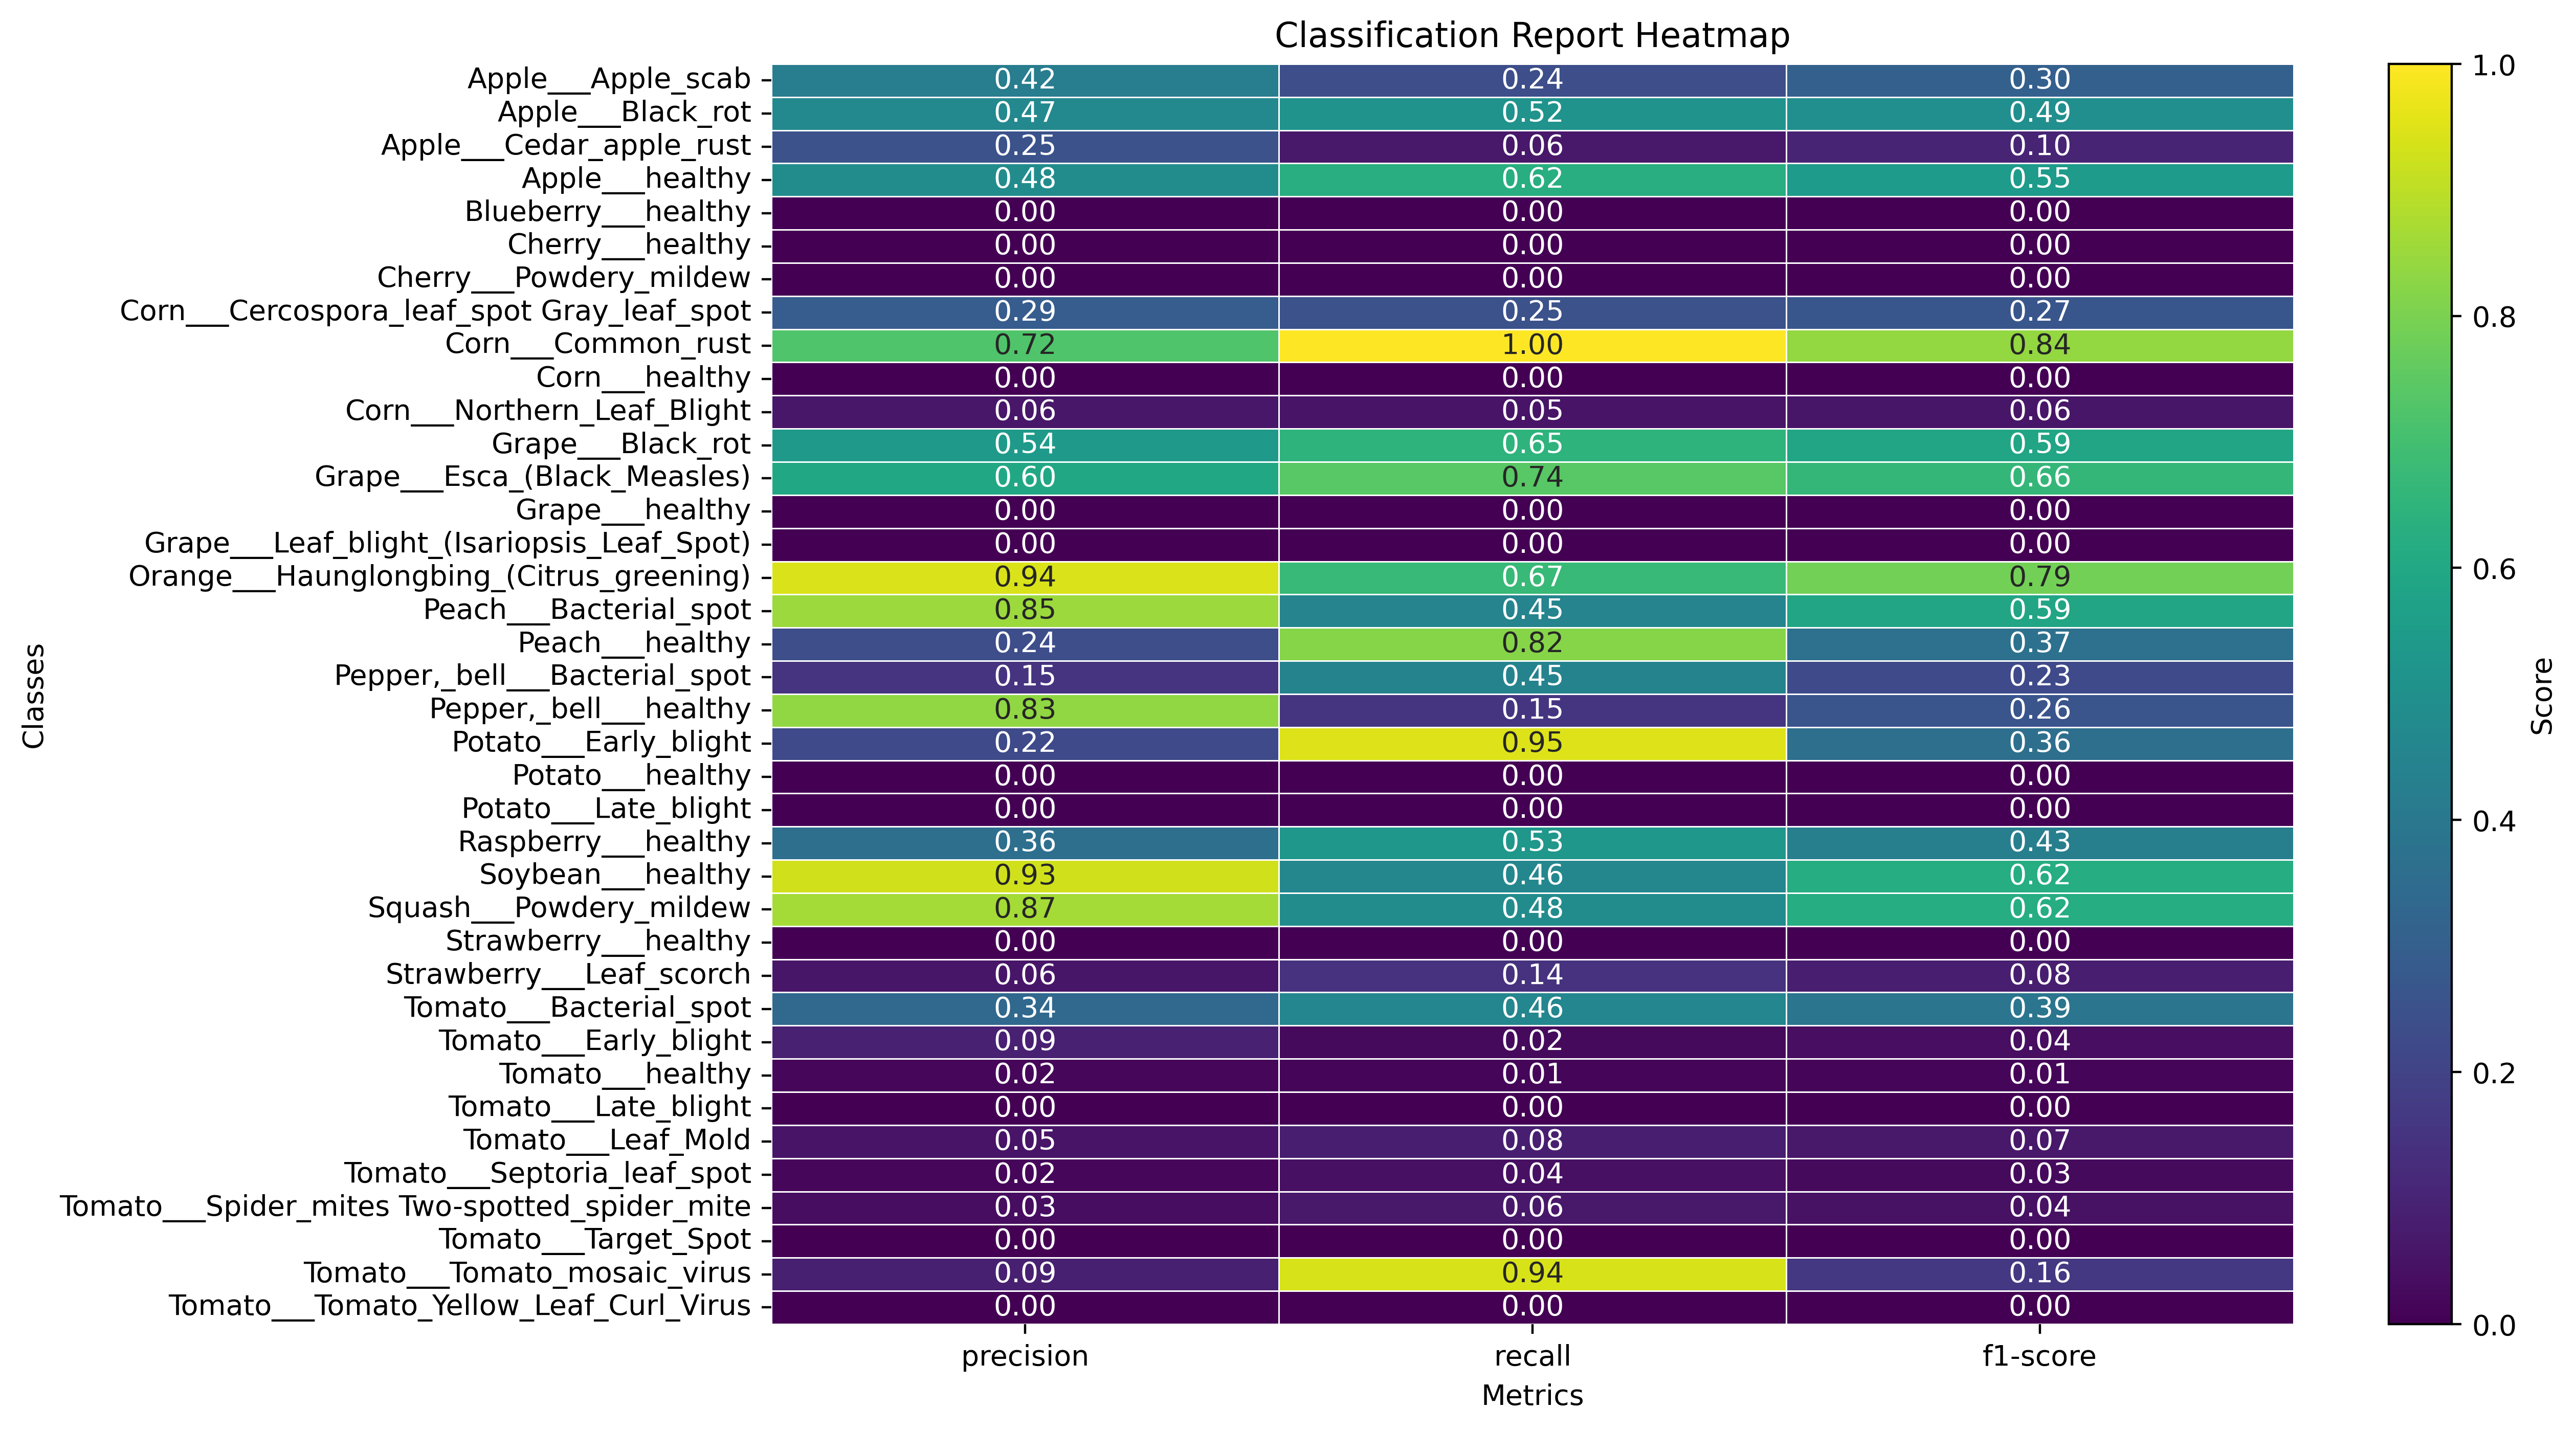 Classification Report Heatmap
Apple___Apple_scab 0.42 0.24 0.30
Apple___Black_rot 0.47 0.52 0.49
Apple___Cedar_apple_rust 0.25 0.06 0.10
Apple___healthy 0.48 0.62 0.55
Blueberry___healthy 0.00 0.00 0.00
Cherry___healthy 0.00 0.00 0.00
Cherry___Powdery_mildew 0.00 0.00 0.00
Corn___Cercospora_leaf_spot Gray_leaf_spot 0.29 0.25 0.27
Corn___Common_rust 0.72 1.00 0.84
Corn___healthy 0.00 0.00 0.00
Corn___Northern_Leaf_Blight 0.06 0.05 0.06
Grape___Black_rot 0.54 0.65 0.59
Grape___Esca_(Black_Measles) 0.60 0.74 0.66
Grape___healthy 0.00 0.00 0.00
Grape___Leaf_blight_(Isariopsis_Leaf_Spot) 0.00 0.00 0.00
Orange___Haunglongbing_(Citrus_greening) 0.94 0.67 0.79
Peach___Bacterial_spot 0.85 0.45 0.59
Peach___healthy 0.24 0.82 0.37
Pepper,_bell___Bacterial_spot 0.15 0.45 0.23
Pepper,_bell___healthy 0.83 0.15 0.26
Potato___Early_blight 0.22 0.95 0.36
Potato___healthy 0.00 0.00 0.00
Potato___Late_blight 0.00 0.00 0.00
Raspberry___healthy 0.36 0.53 0.43
Soybean___healthy 0.93 0.46 0.62
Squash___Powdery_mildew 0.87 0.48 0.62
Strawberry___healthy 0.00 0.00 0.00
Strawberry___Leaf_scorch 0.06 0.14 0.08
Tomato___Bacterial_spot 0.34 0.46 0.39
Tomato___Early_blight 0.09 0.02 0.04
Tomato___healthy 0.02 0.01 0.01
Tomato___Late_blight 0.00 0.00 0.00
Tomato___Leaf_Mold 0.05 0.08 0.07
Tomato___Septoria_leaf_spot 0.02 0.04 0.03
Tomato___Spider_mites Two-spotted_spider_mite 0.03 0.06 0.04
Tomato___Target_Spot 0.00 0.00 0.00
Tomato___Tomato_mosaic_virus 0.09 0.94 0.16
Tomato___Tomato_Yellow_Leaf_Curl_Virus 0.00 0.00 0.00
precision recall f1-score
Metrics
Classes
1.0
0.8
0.6
0.4
0.2
0.0
Score